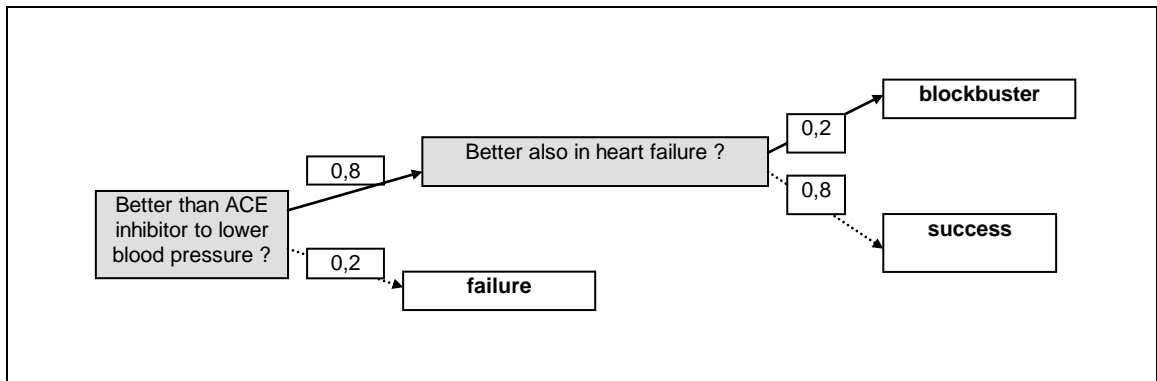 Better than ACE
inhibitor to lower
blood pressure ?
0,8
0,2
failure
Better also in heart failure ?
0,2
0,8
blockbuster
success